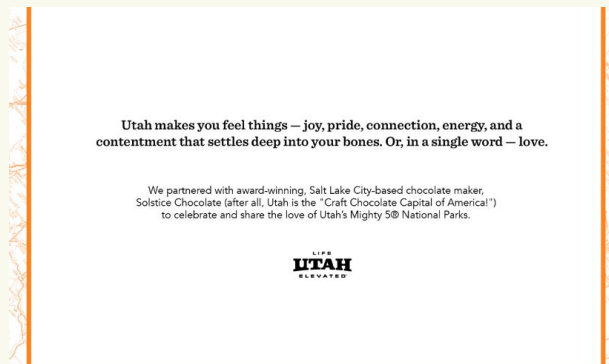 Utah makes you feel things — joy, pride, connection, energy, and a
contentment that settles deep into your bones. Or, in a single word — love.
We partnered with award-winning, Salt Lake City-based chocolate maker,
Solstice Chocolate (after all, Utah is the "Craft Chocolate Capital of America!")
to celebrate and share the love of Utah's Mighty 5® National Parks.
LIFE
UTAH
ELEVATED